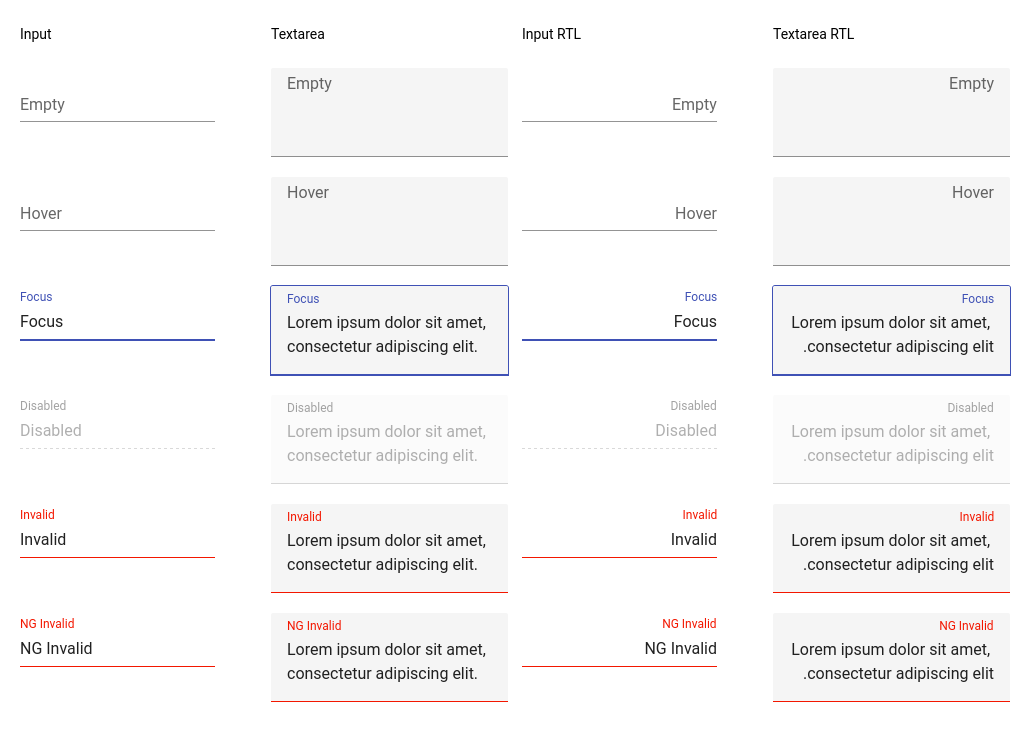 Input Textarea Input RTL Textarea RTL
Empty Empty Empty Empty
Hover Hover Hover Hover
Focus Focus Focus Focus
Focus Lorem ipsum dolor sit amet, Focus Lorem ipsum dolor sit amet,
consectetur adipiscing elit. .consectetur adipiscing elit
Disabled Disabled Disabled Disabled
Disabled Lorem ipsum dolor sit amet, Disabled Lorem ipsum dolor sit amet,
consectetur adipiscing elit. .consectetur adipiscing elit
Invalid Invalid Invalid Invalid
Invalid Lorem ipsum dolor sit amet, Invalid Lorem ipsum dolor sit amet,
consectetur adipiscing elit. .consectetur adipiscing elit
NG Invalid NG Invalid NG Invalid NG Invalid
NG Invalid Lorem ipsum dolor sit amet, NG Invalid Lorem ipsum dolor sit amet,
consectetur adipiscing elit. .consectetur adipiscing elit